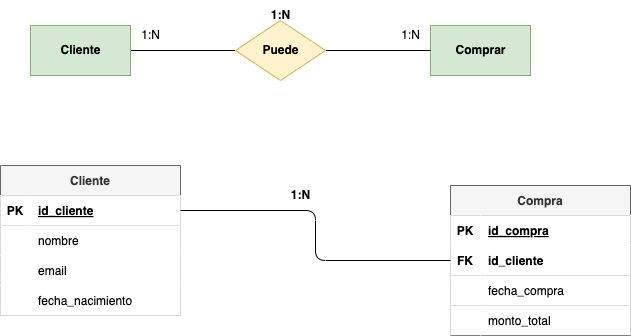 1:N
Cliente
1:N
Puede
1:N
Comprar
Cliente
PK id_cliente
nombre
email
fecha_nacimiento
1:N
Compra
PK id_compra
FK id_cliente
fecha_compra
monto_total